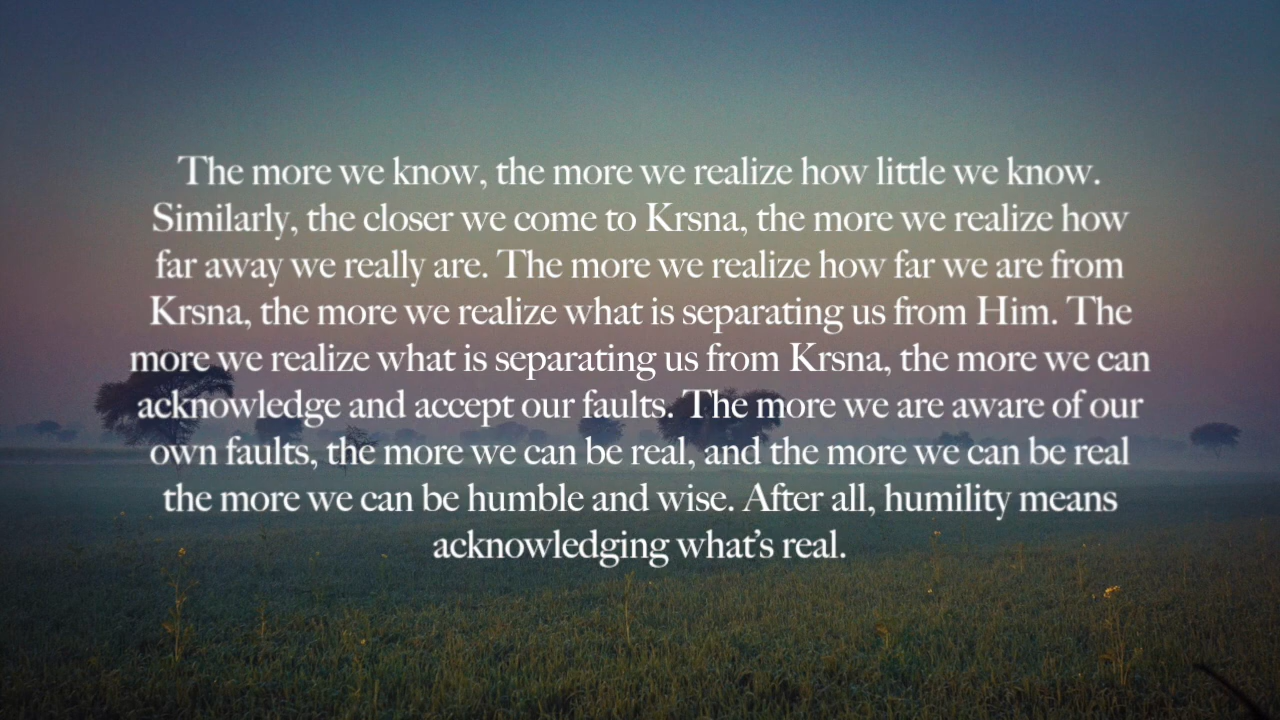 The more we know, the more we realize how little we know.
Similarly, the closer we come to Krsna, the more we realize how
far away we really are. The more we realize how far we are from
Krsna, the more we realize what is separating us from Him. The
more we realize what is separating us from Krsna, the more we can
acknowledge and accept our faults. The more we are aware of our
own faults, the more we can be real, and the more we can be real
the more we can be humble and wise. After all, humility means
acknowledging what's real.